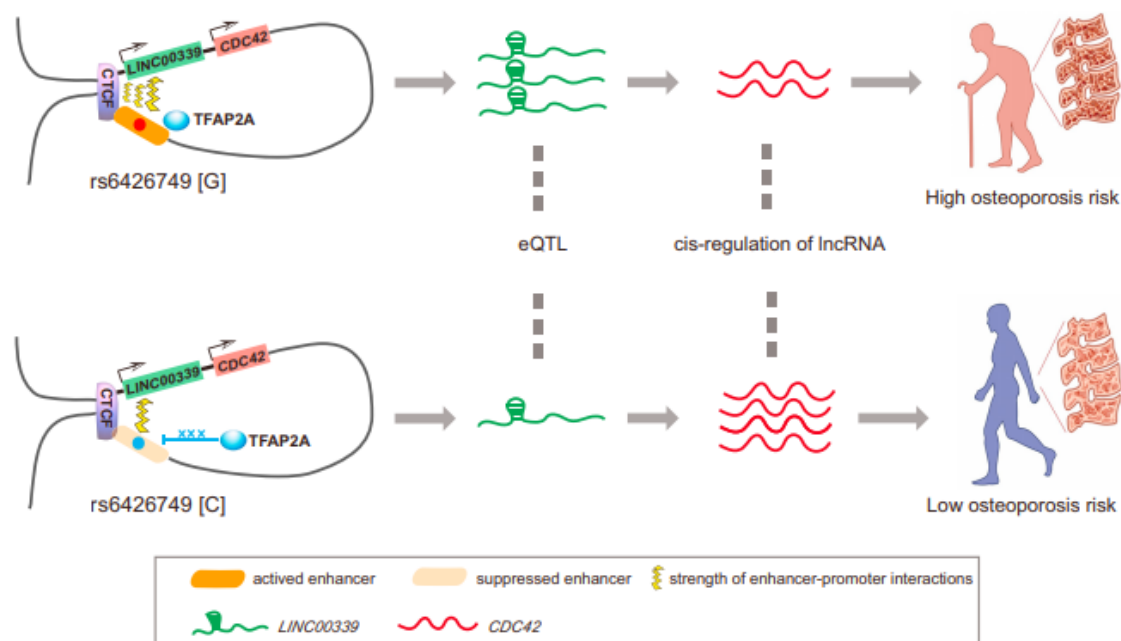 LINC00339
CDC42
CTCF
TFAP2A
rs6426749 [G]
High osteoporosis risk
eQTL
cis-regulation of lncRNA
LINC00339
CDC42
CTCF
xxx
TFAP2A
rs6426749 [C]
Low osteoporosis risk
actived enhancer
suppressed enhancer
strength of enhancer-promoter interactions
LINC00339
CDC42